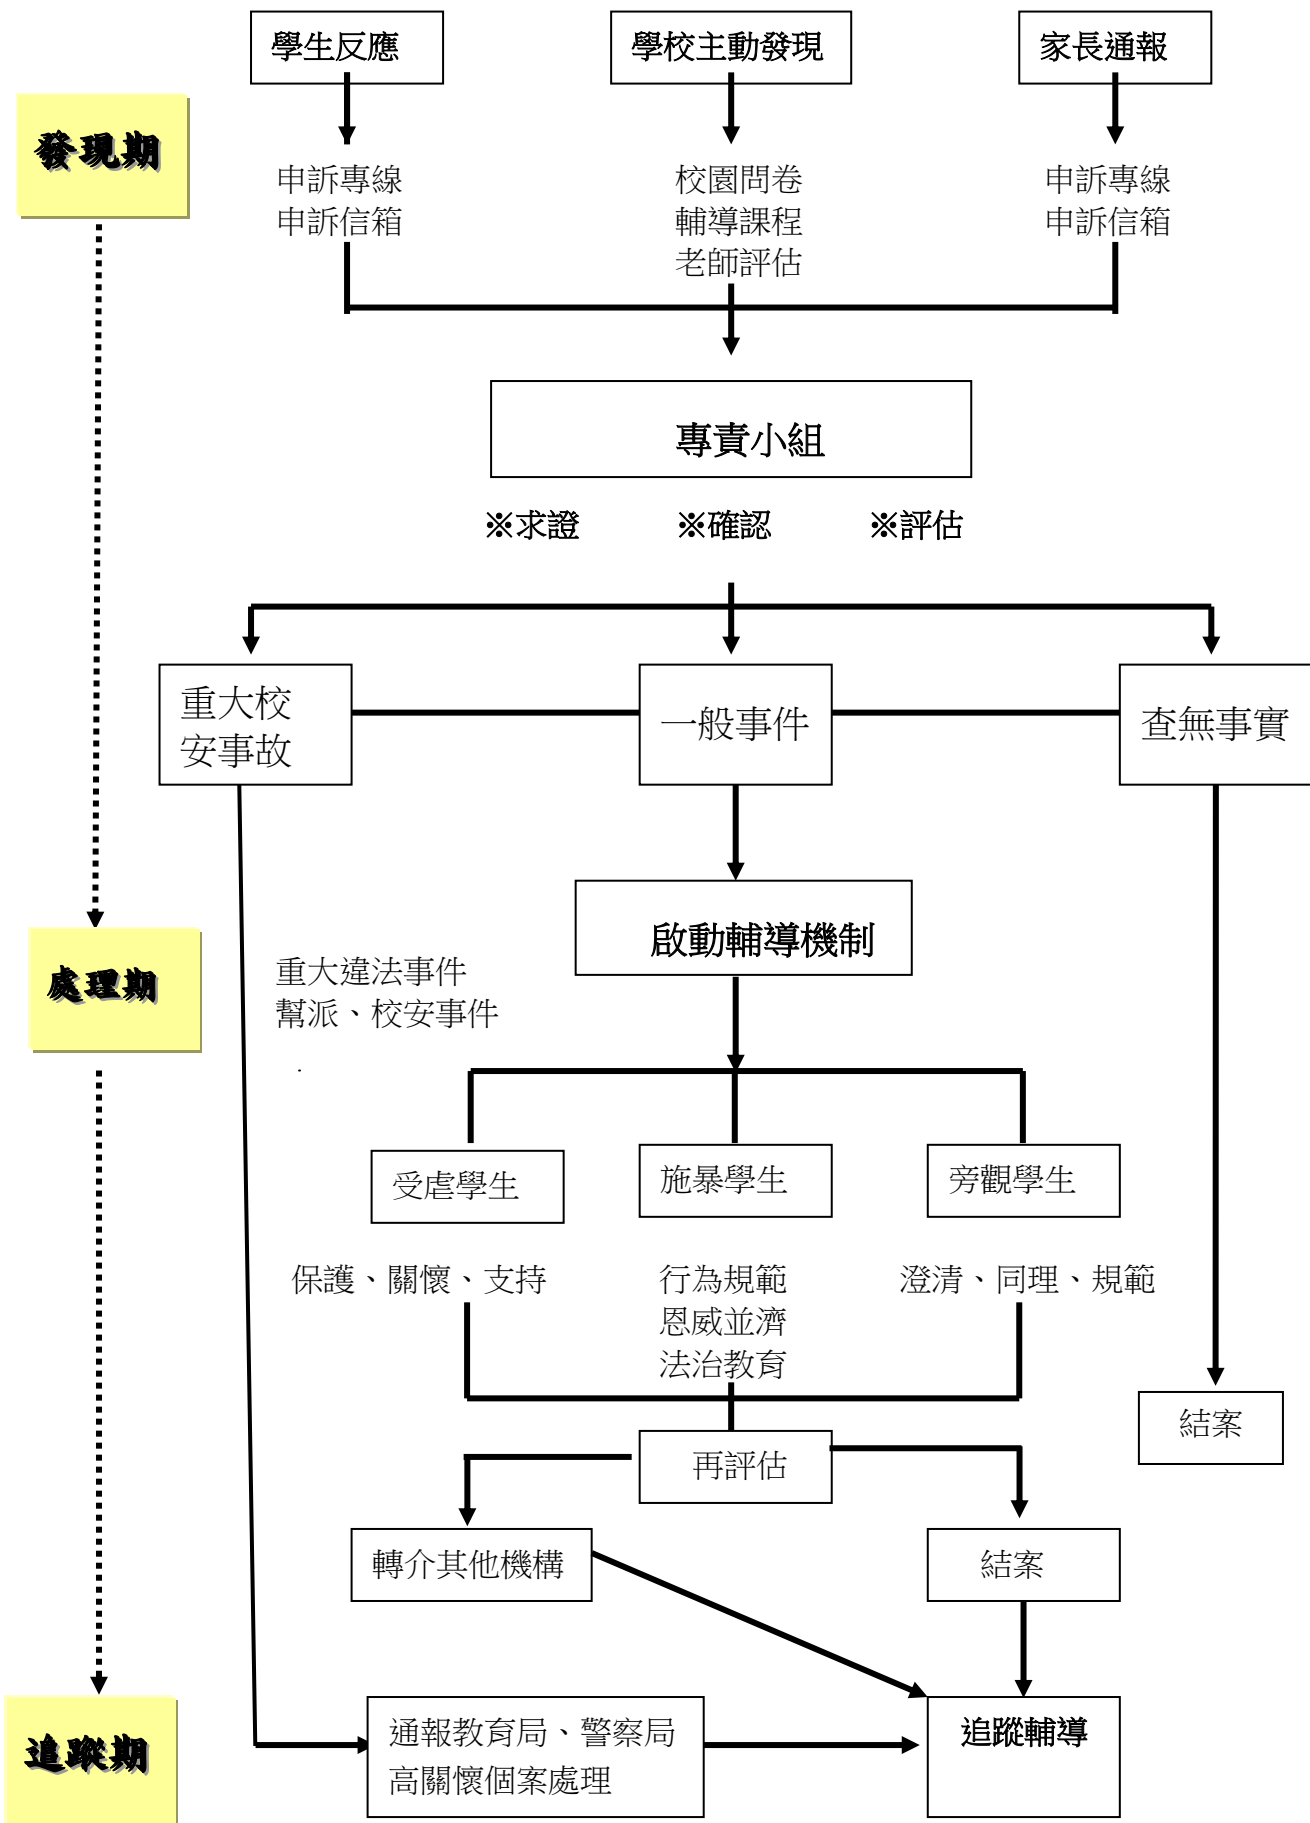 學生反應
學校主動發現
家長通報
發現期
申訴專線
申訴信箱
校園問卷
輔導課程
老師評估
申訴專線
申訴信箱
專責小組
※求證
※確認
※評估
重大校
安事故
一般事件
查無事實
啟動輔導機制
處理期
重大違法事件
幫派、校安事件
.
受虐學生
施暴學生
旁觀學生
保護、關懷、支持
行為規範
恩威並濟
法治教育
澄清、同理、規範
結案
再評估
轉介其他機構
結案
追蹤期
通報教育局、警察局
高關懷個案處理
追蹤輔導